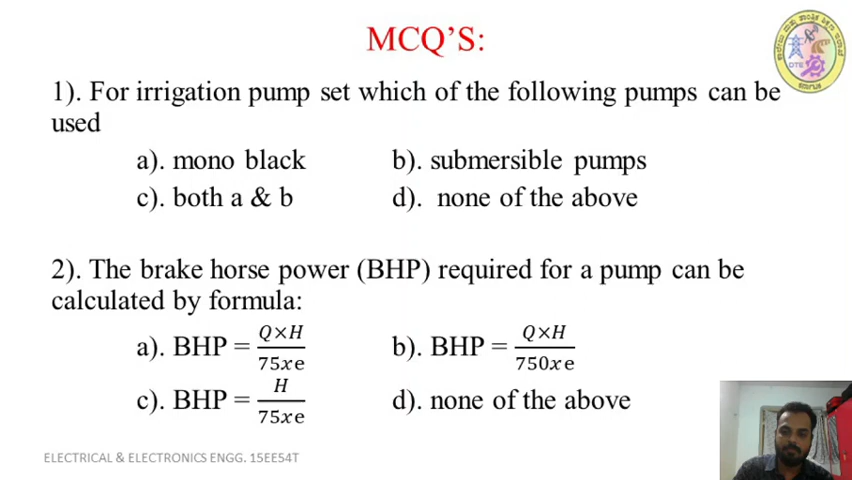 MCQ'S:
1). For irrigation pump set which of the following pumps can be
used
a). mono black b). submersible pumps
c). both a & b d). none of the above
2). The brake horse power (BHP) required for a pump can be
calculated by formula:
a). BHP = Q×H / 75xe b). BHP = Q×H / 750xe
c). BHP = H / 75xe d). none of the above
ELECTRICAL & ELECTRONICS ENGG. 15EE54T
DTE